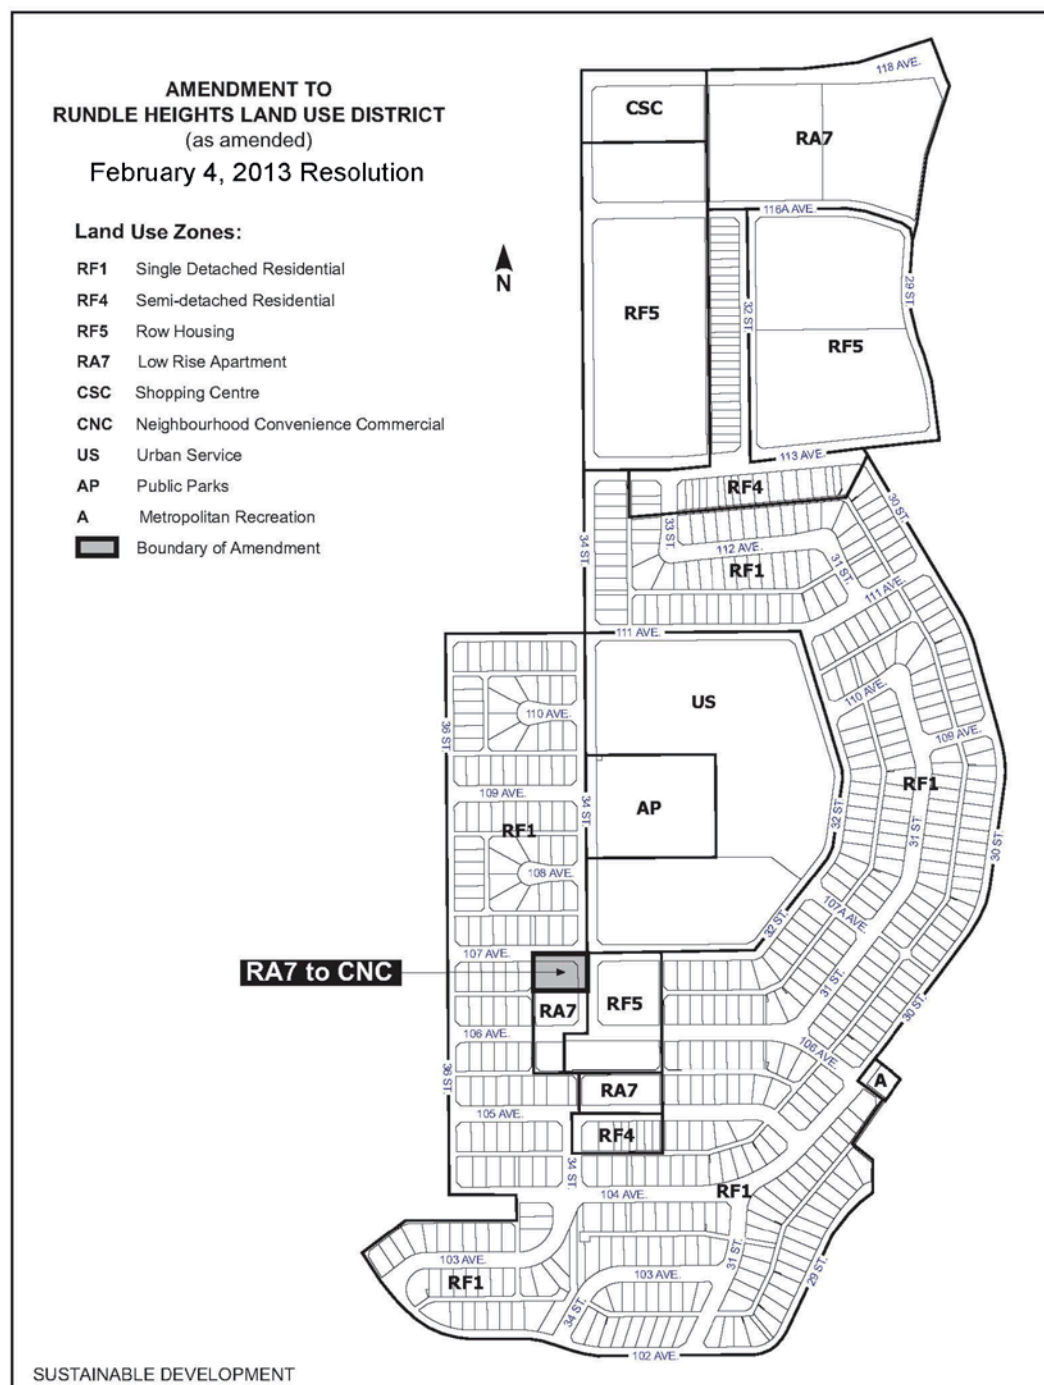 AMENDMENT TO
RUNDLE HEIGHTS LAND USE DISTRICT
(as amended)
February 4, 2013 Resolution
Land Use Zones:
RF1 Single Detached Residential
RF4 Semi-detached Residential
RF5 Row Housing
RA7 Low Rise Apartment
CSC Shopping Centre
CNC Neighbourhood Convenience Commercial
US Urban Service
AP Public Parks
A Metropolitan Recreation
Boundary of Amendment
N
118 AVE.
CSC
RA7
116A AVE.
29 ST.
32 ST.
RF5
RF5
113 AVE.
RF4
30 ST.
33 ST.
34 ST.
112 AVE.
31 ST.
RF1
111 AVE.
111 AVE.
US
110 AVE.
110 AVE.
36 ST.
109 AVE.
109 AVE.
34 ST.
AP
RF1
RF1
32 ST.
31 ST.
30 ST.
108 AVE.
107A AVE.
32 ST.
107 AVE.
RA7 to CNC
31 ST.
RA7
RF5
30 ST.
106 AVE.
106 AVE.
36 ST.
A
RA7
105 AVE.
RF4
34 ST.
104 AVE.
RF1
31 ST.
103 AVE.
103 AVE.
RF1
29 ST.
34 ST.
102 AVE.
SUSTAINABLE DEVELOPMENT